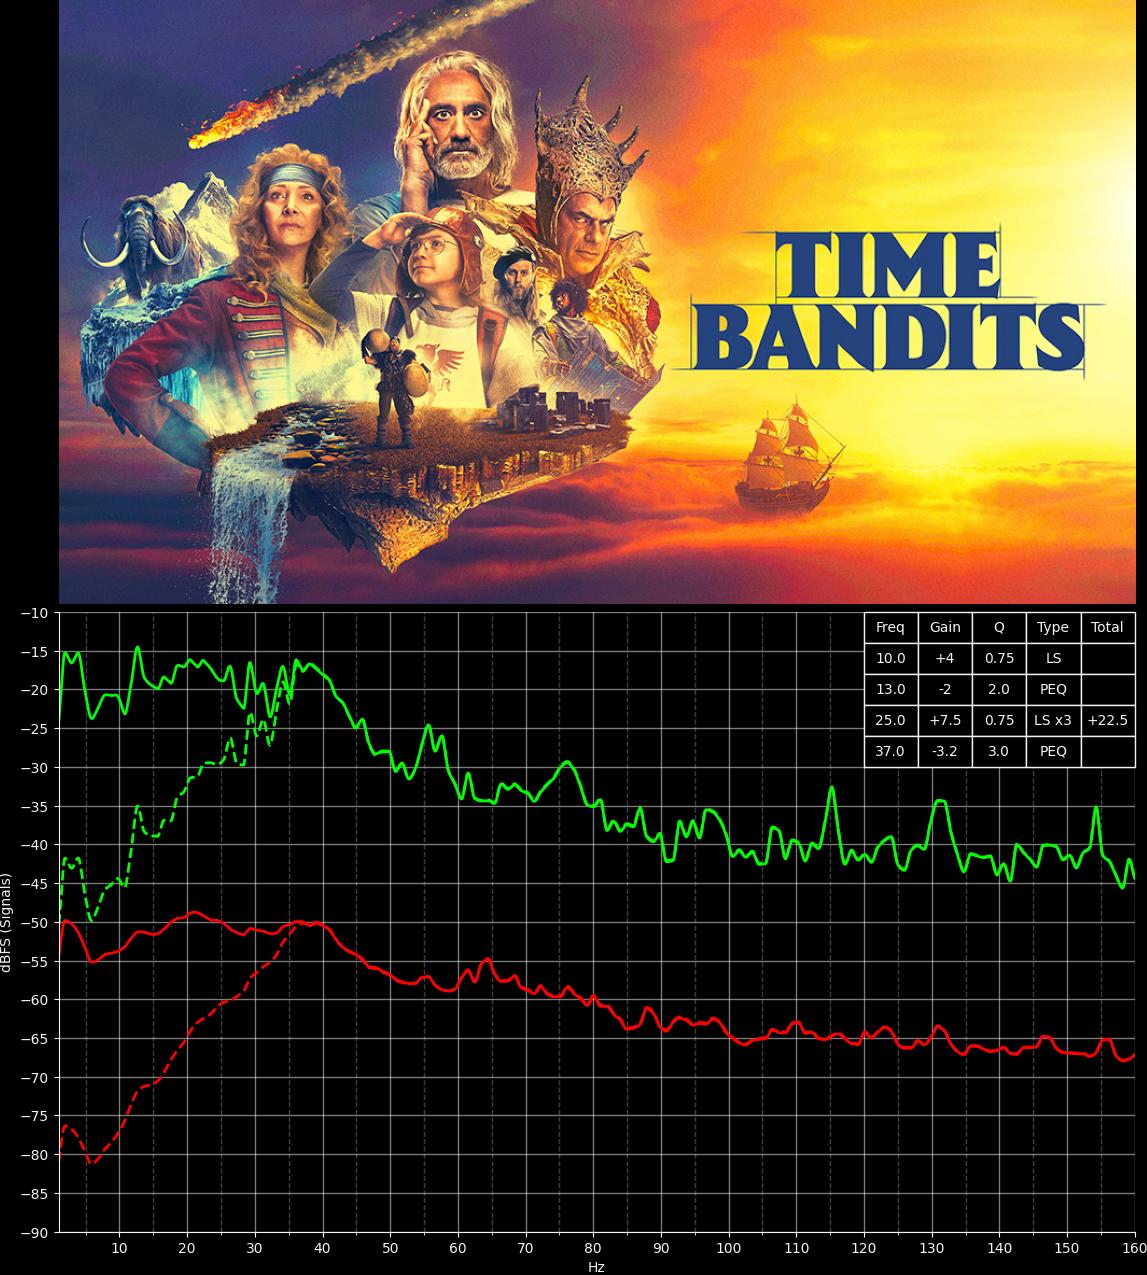 TIME
BANDITS
Freq Gain Q Type Total
10.0 +4 0.75 LS
13.0 -2 2.0 PEQ
25.0 +7.5 0.75 LS x3 +22.5
37.0 -3.2 3.0 PEQ
−10
−15
−20
−25
−30
−35
−40
−45
−50
−55
−60
−65
−70
−75
−80
−85
−90
dBFS (Signals)
10 20 30 40 50 60 70 80 90 100 110 120 130 140 150 160
Hz